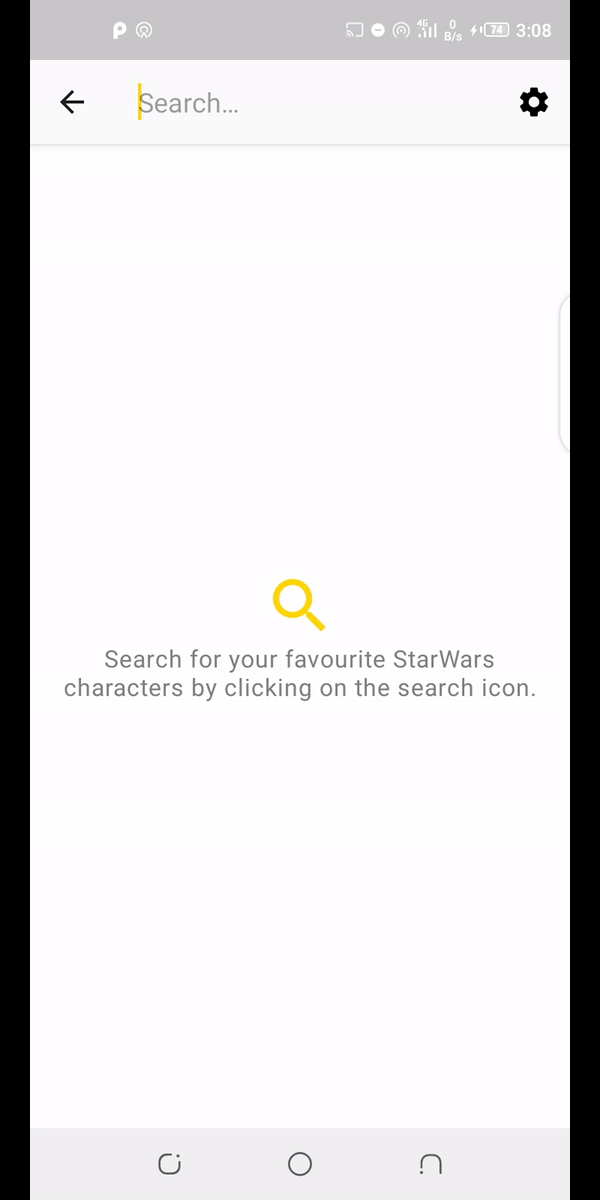 4G 0 B/s 74 3:08
Search...
Search for your favourite StarWars
characters by clicking on the search icon.